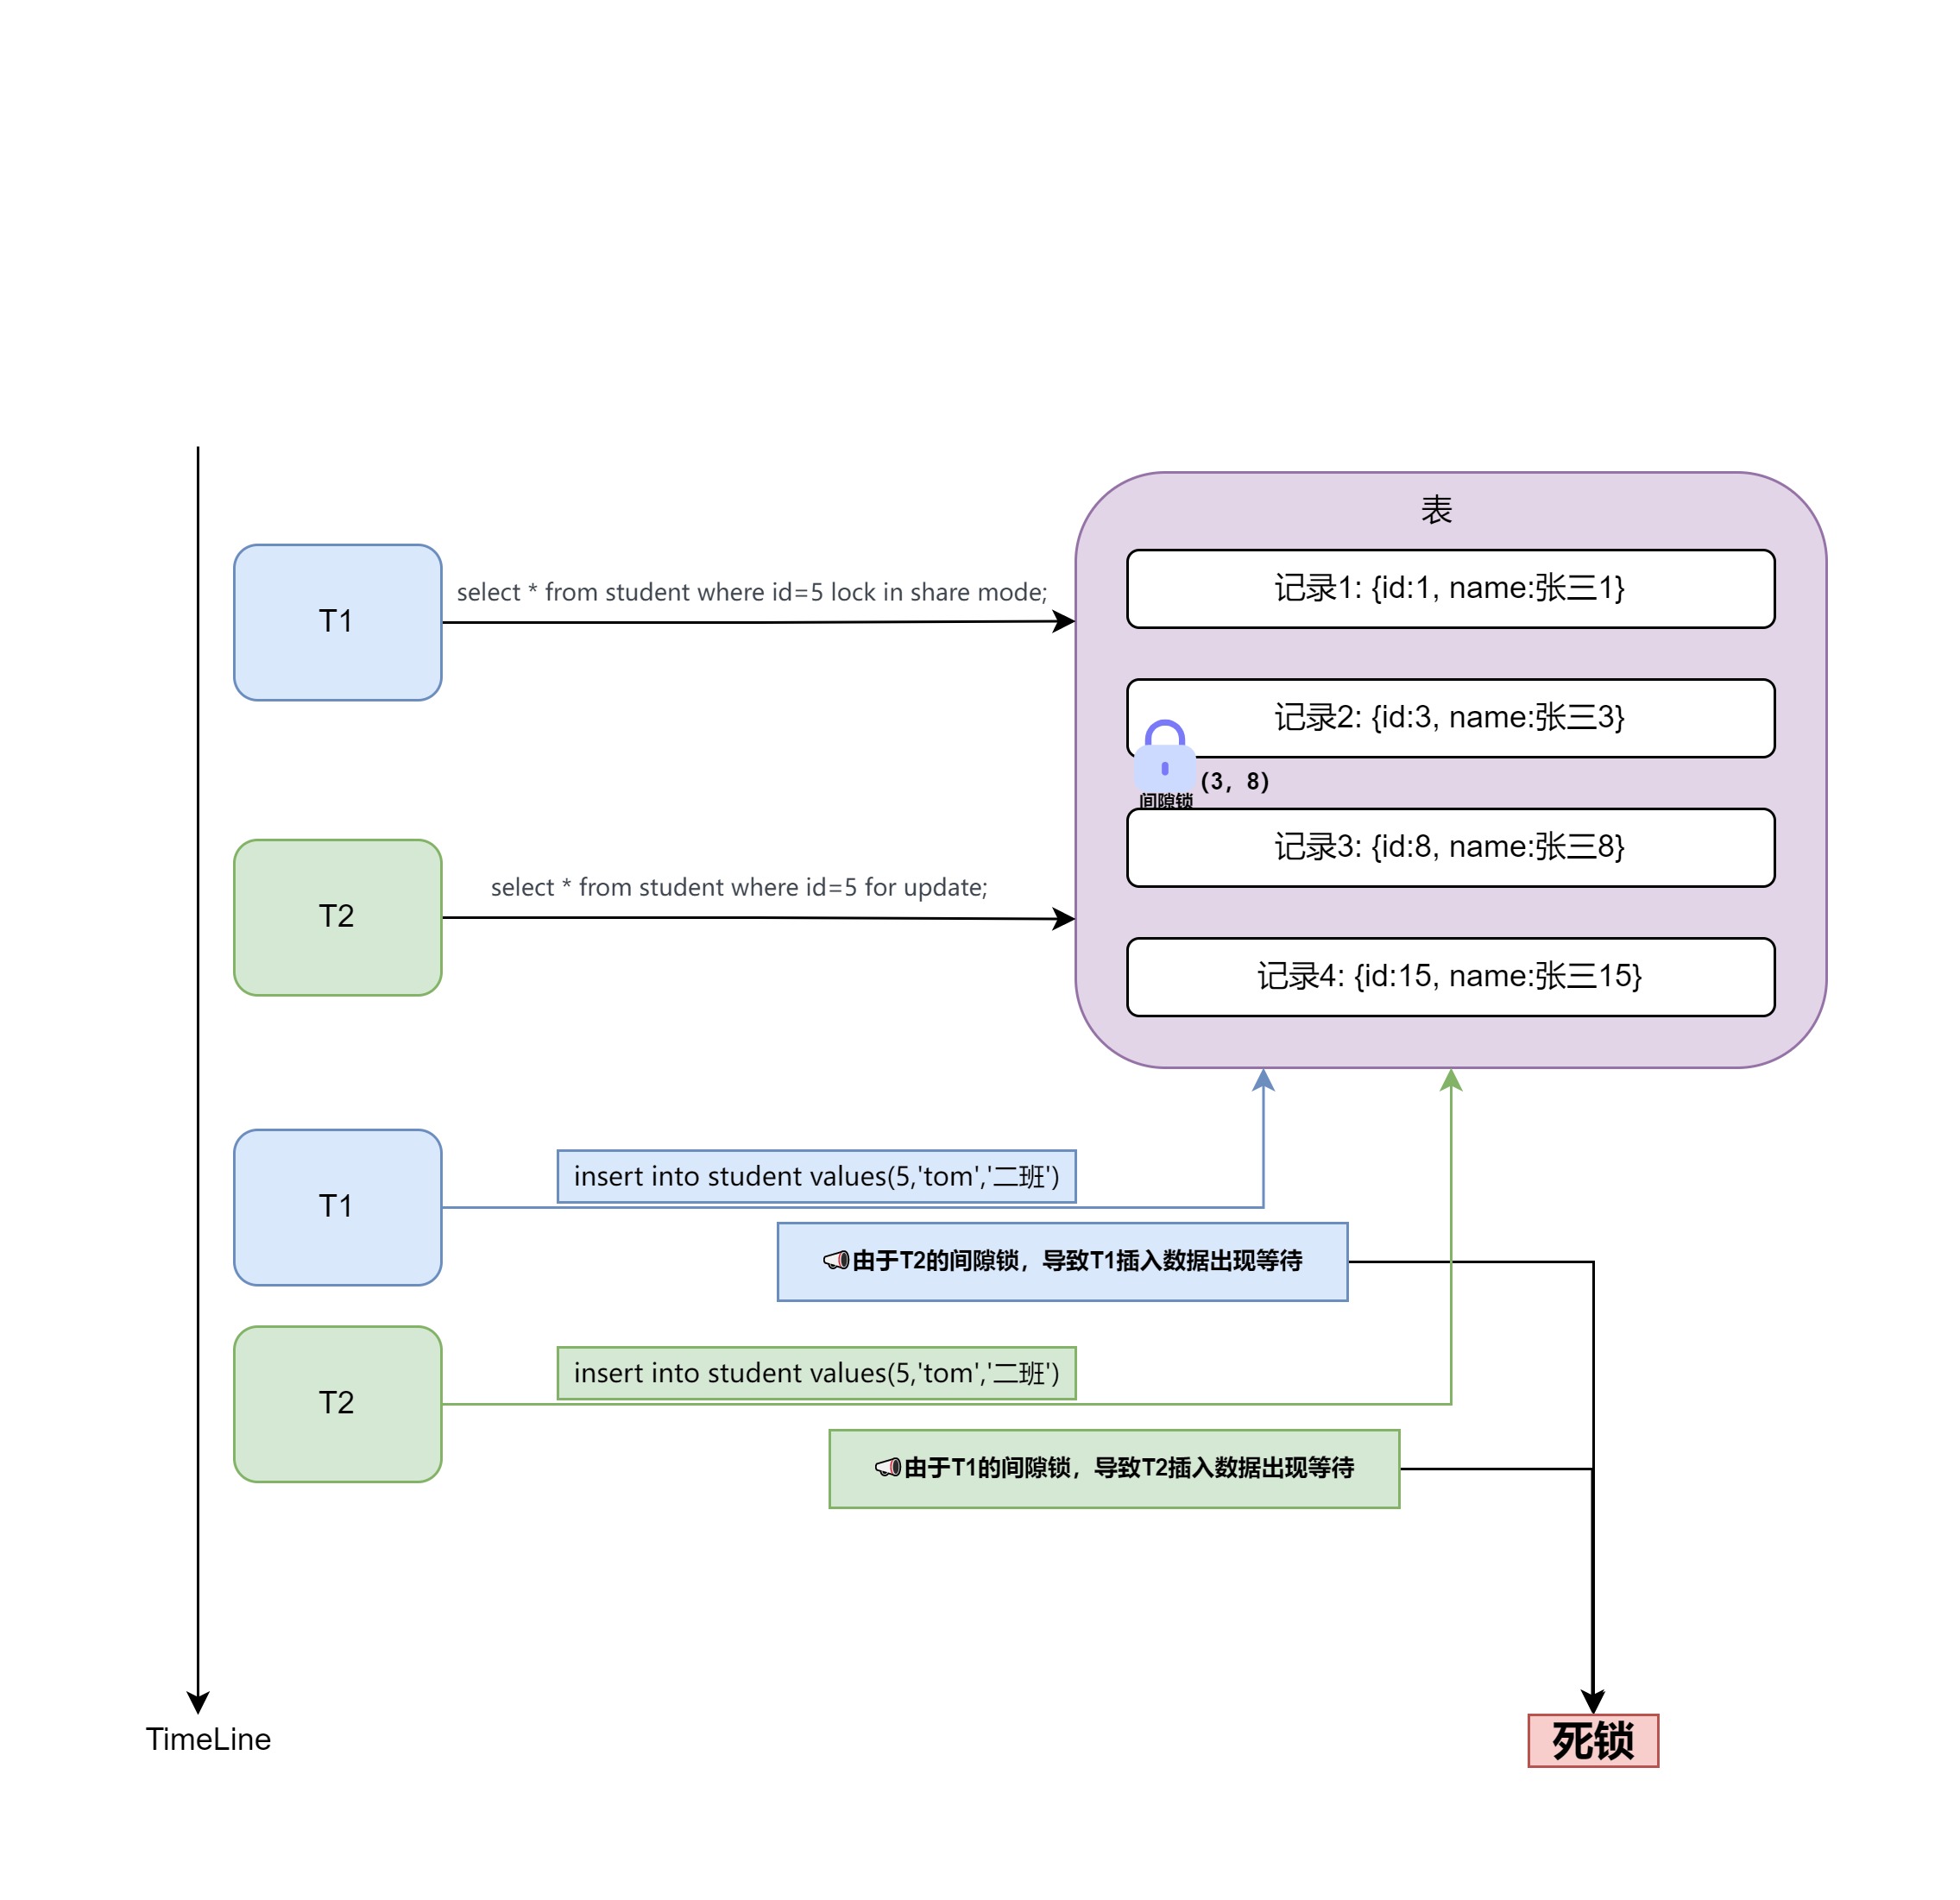 表
T1
select * from student where id=5 lock in share mode;
记录1: {id:1, name:张三1}
记录2: {id:3, name:张三3}
(3，8)
间隙锁
记录3: {id:8, name:张三8}
T2
select * from student where id=5 for update;
记录4: {id:15, name:张三15}
T1
insert into student values(5,'tom','二班')
📣由于T2的间隙锁，导致T1插入数据出现等待
T2
insert into student values(5,'tom','二班')
📣由于T1的间隙锁，导致T2插入数据出现等待
TimeLine
死锁